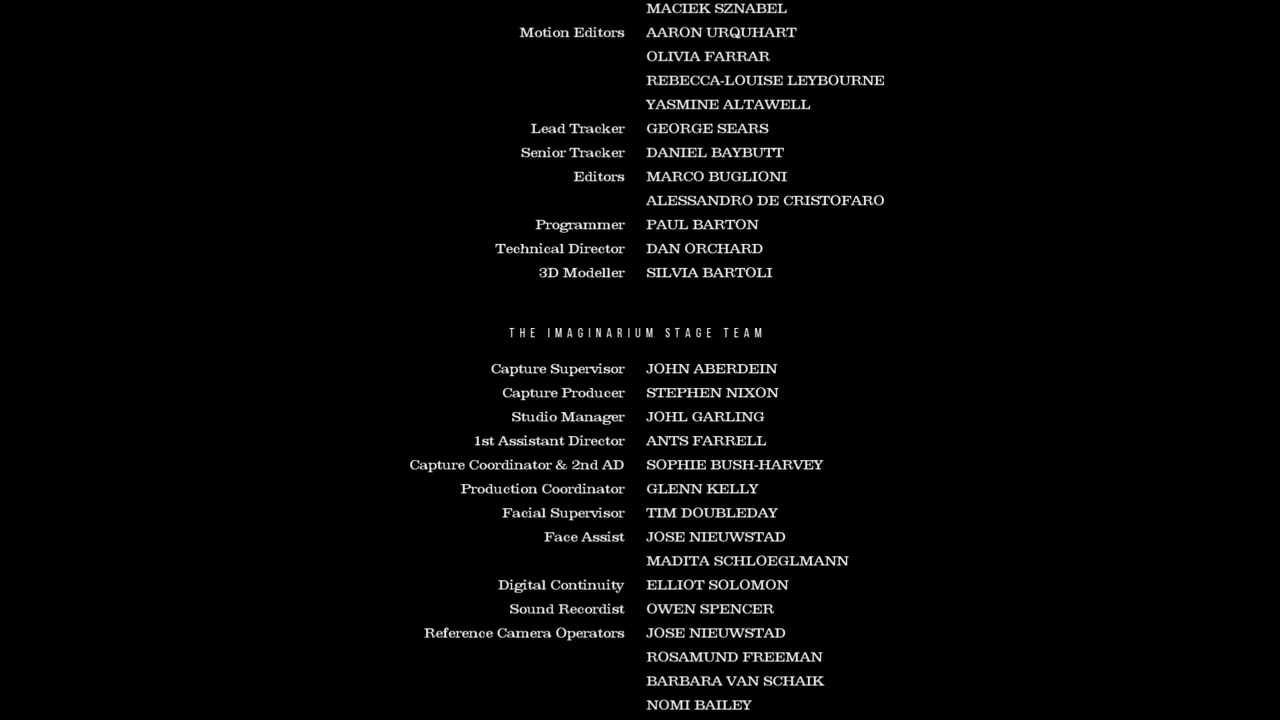 MACIEK SZNABEL
Motion Editors AARON URQUHART
OLIVIA FARRAR
REBECCA-LOUISE LEYBOURNE
YASMINE ALTAWELL
Lead Tracker GEORGE SEARS
Senior Tracker DANIEL BAYBUTT
Editors MARCO BUGLIONI
ALESSANDRO DE CRISTOFARO
Programmer PAUL BARTON
Technical Director DAN ORCHARD
3D Modeller SILVIA BARTOLI
THE IMAGINARIUM STAGE TEAM
Capture Supervisor JOHN ABERDEIN
Capture Producer STEPHEN NIXON
Studio Manager JOHL GARLING
1st Assistant Director ANTS FARRELL
Capture Coordinator & 2nd AD SOPHIE BUSH-HARVEY
Production Coordinator GLENN KELLY
Facial Supervisor TIM DOUBLEDAY
Face Assist JOSE NIEUWSTAD
MADITA SCHLOEGLMANN
Digital Continuity ELLIOT SOLOMON
Sound Recordist OWEN SPENCER
Reference Camera Operators JOSE NIEUWSTAD
ROSAMUND FREEMAN
BARBARA VAN SCHAIK
NOMI BAILEY